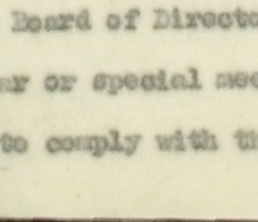 Board of Directo
ar or special mee
to comply with th